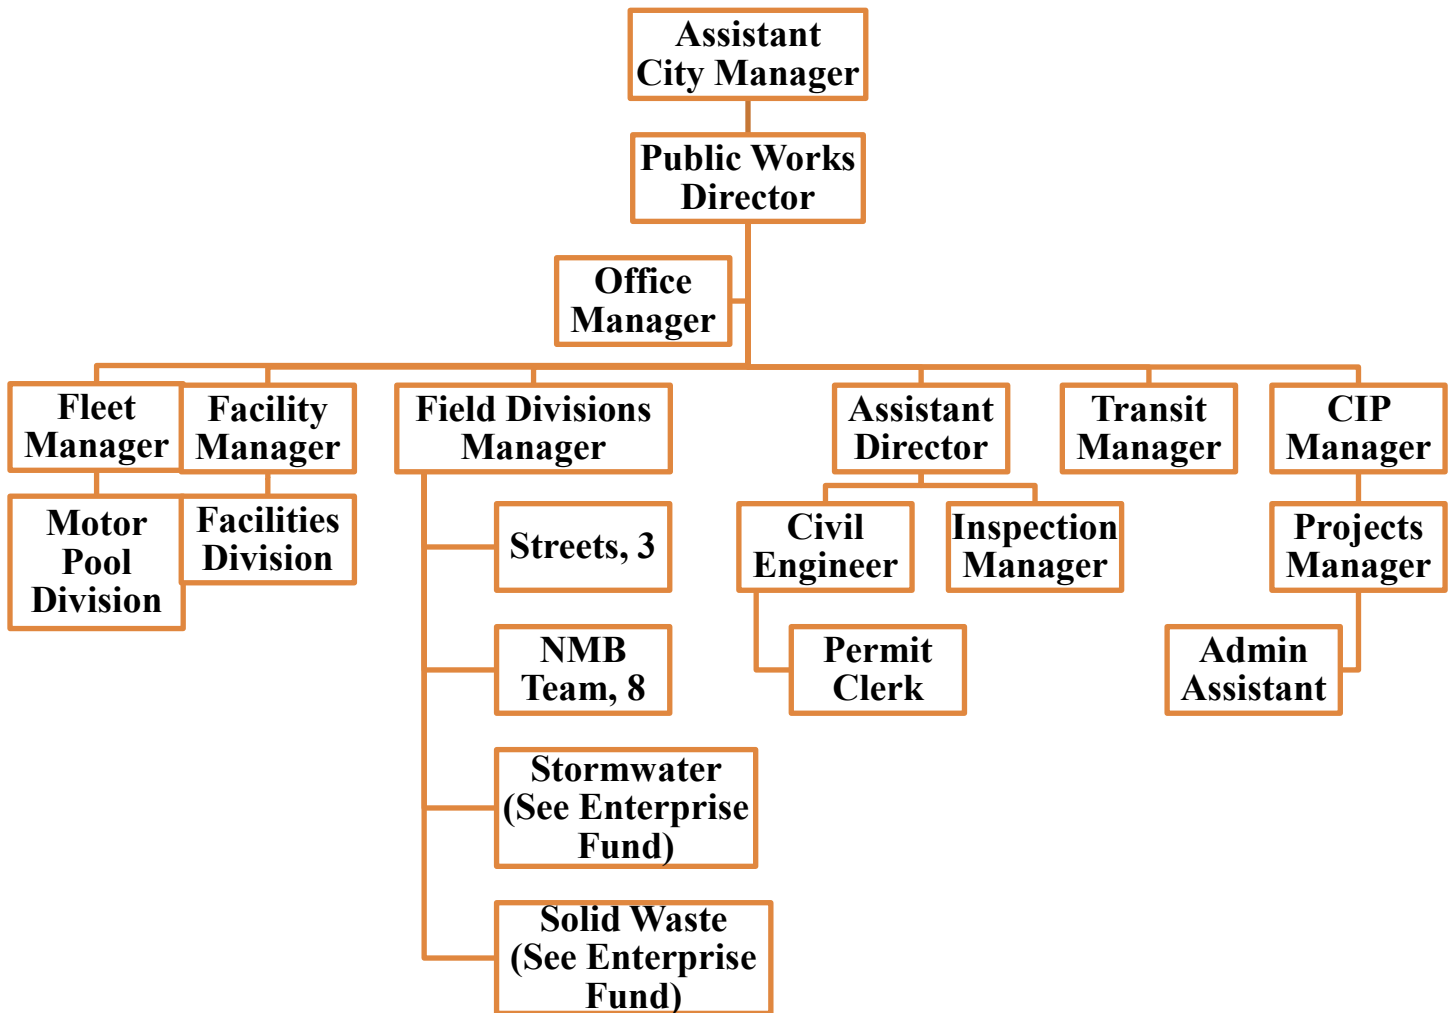 Assistant
City Manager
Public Works
Director
Office
Manager
Fleet
Manager
Facility
Manager
Field Divisions
Manager
Assistant
Director
Transit
Manager
CIP
Manager
Motor
Pool
Division
Facilities
Division
Streets, 3
NMB
Team, 8
Stormwater
(See Enterprise
Fund)
Solid Waste
(See Enterprise
Fund)
Civil
Engineer
Inspection
Manager
Permit
Clerk
Projects
Manager
Admin
Assistant